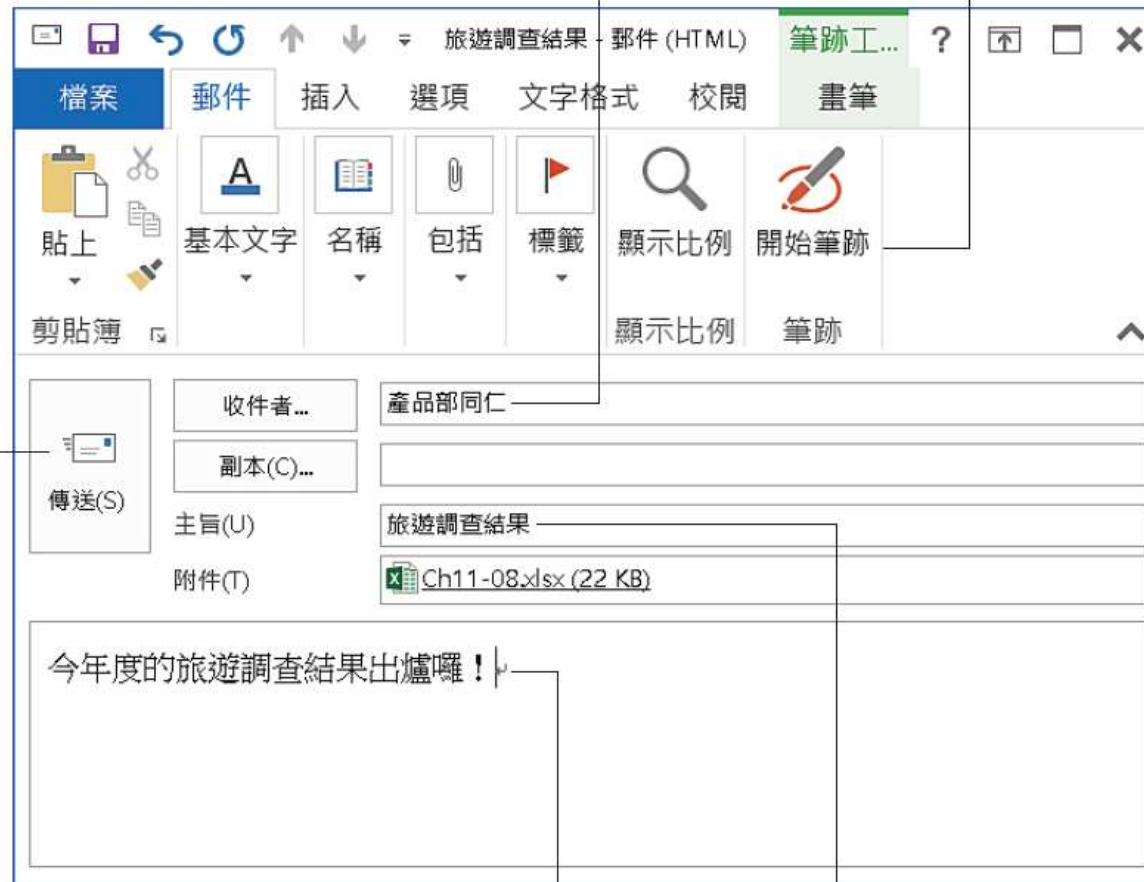 旅遊調查結果 - 郵件 (HTML) 筆跡工... ?
檔案 郵件 插入 選項 文字格式 校閱 畫筆
貼上 基本文字 名稱 包括 標籤 顯示比例 開始筆跡
剪貼簿 顯示比例 筆跡
收件者... 產品部同仁
副本(C)...
傳送(S)
主旨(U) 旅遊調查結果
附件(T) Ch11-08.xlsx (22 KB)
今年度的旅遊調查結果出爐囉！